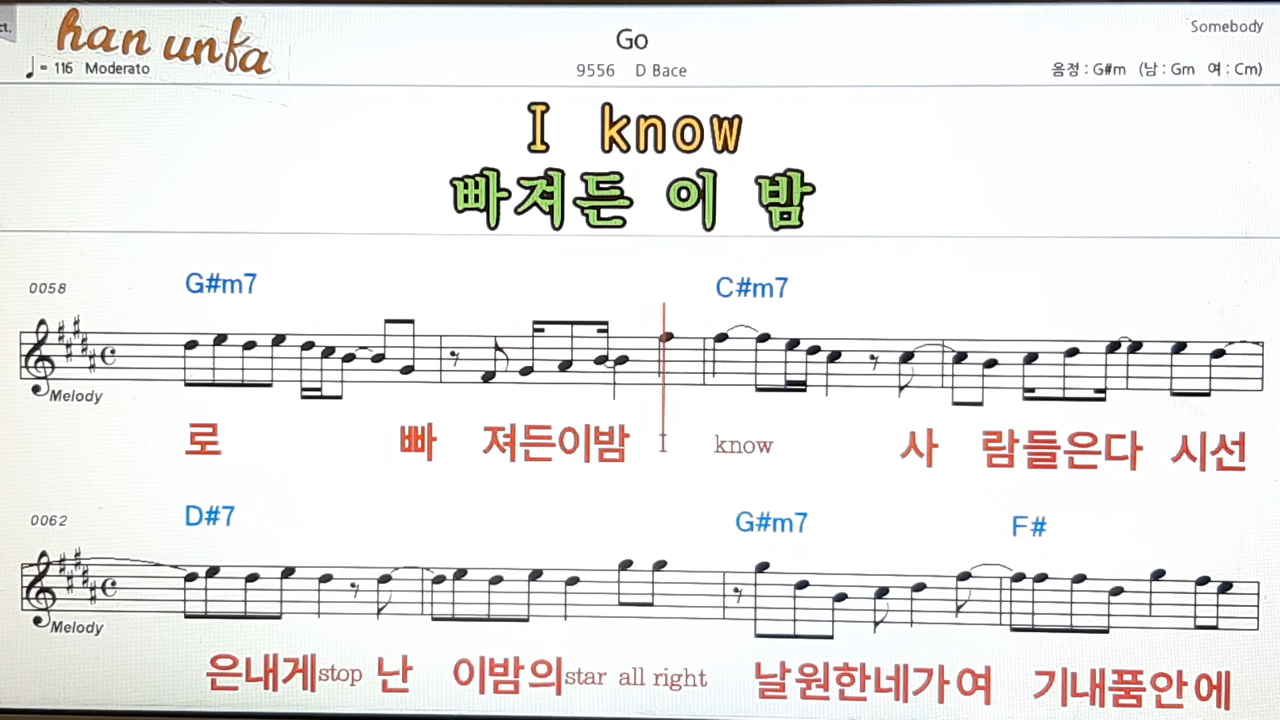 ct.
han unka
Go
Somebody
♩ = 116 Moderato
9556 D Bace
음정 : G#m (남 : Gm 여 : Cm)
I know
빠져든 이 밤
0058
G#m7 C#m7
Melody
로 빠 져든이밤 I know 사 람들은다 시선
0062
D#7 G#m7 F#
Melody
은내게stop 난 이밤의star all right 날원한네가여 기내품안에